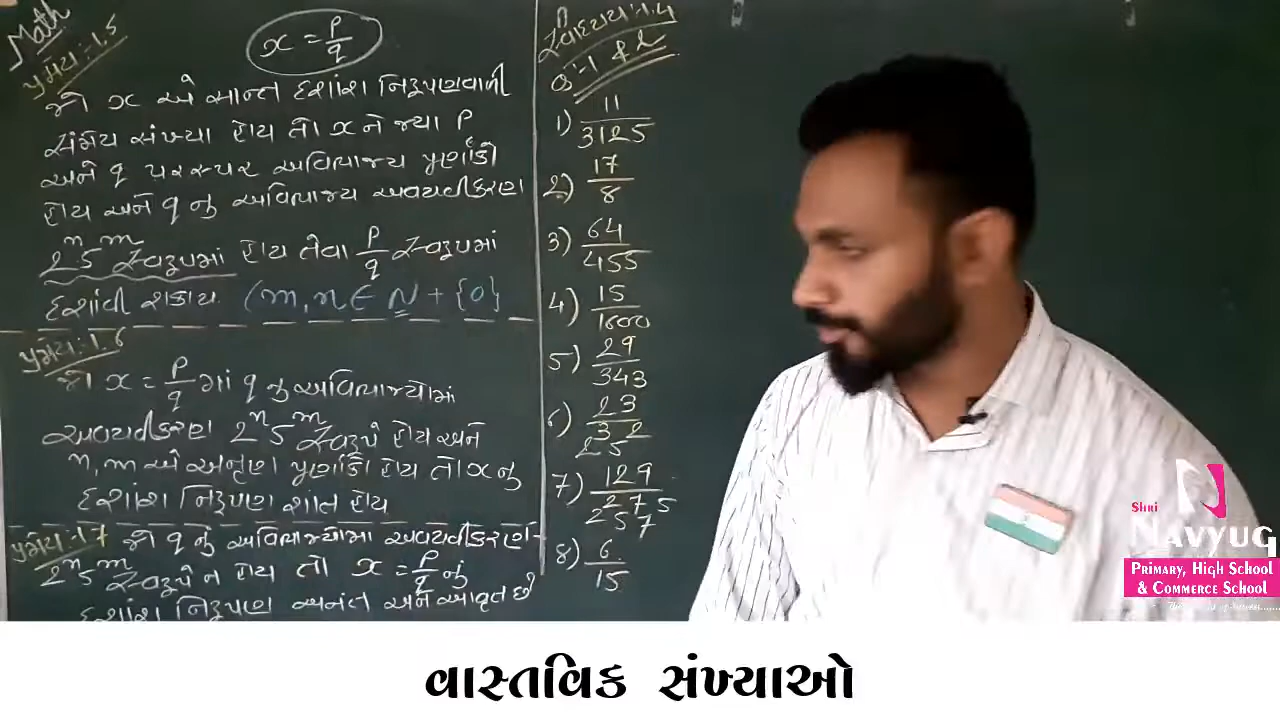 Math
પ્રમેય:-1.5
x = p/q
જો x એ સાન્ત દશાંશ નિરૂપણવાળી
સંમેય સંખ્યા હોય તો x ને જ્યા P
અને q પરસ્પર અવિભાજ્ય પૂર્ણાંકો
હોય અને q નુ અવિભાજ્ય અવયવીકરણ
2ⁿ5ᵐ સ્વરૂપમાં હોય તેવા P/q સ્વરૂપમાં
દર્શાવી શકાય (m, n ∈ N + {0}
પ્રમેય:-1.6
જો x = P/q માં q નુ અવિભાજ્યોમાં
અવયવીકરણ 2ⁿ5ᵐ સ્વરૂપે હોય અને
n, m એ અનૃણ પૂર્ણાંકો હોય તો x નુ
દશાંશ નિરૂપણ શાંત હોય
પ્રમેય:-1.7 જો q નું અવિભાજ્યોમાં અવયવીકરણ-
2ⁿ5ᵐ સ્વરૂપે ન હોય તો x = P/q નું
દશાંશ નિરૂપણ અનંત અને આવૃત છે
સ્વાધ્યાય:-1.4
પ્ર:-1 & 2
1) 11/3125
2) 17/8
3) 64/455
4) 15/1600
5) 29/343
6) 23/2³5²
7) 129/2²5⁷7⁵
8) 6/15
Shri
NAVYUG
PRIMARY, HIGH SCHOOL
& COMMERCE SCHOOL
વાસ્તવિક સંખ્યાઓ